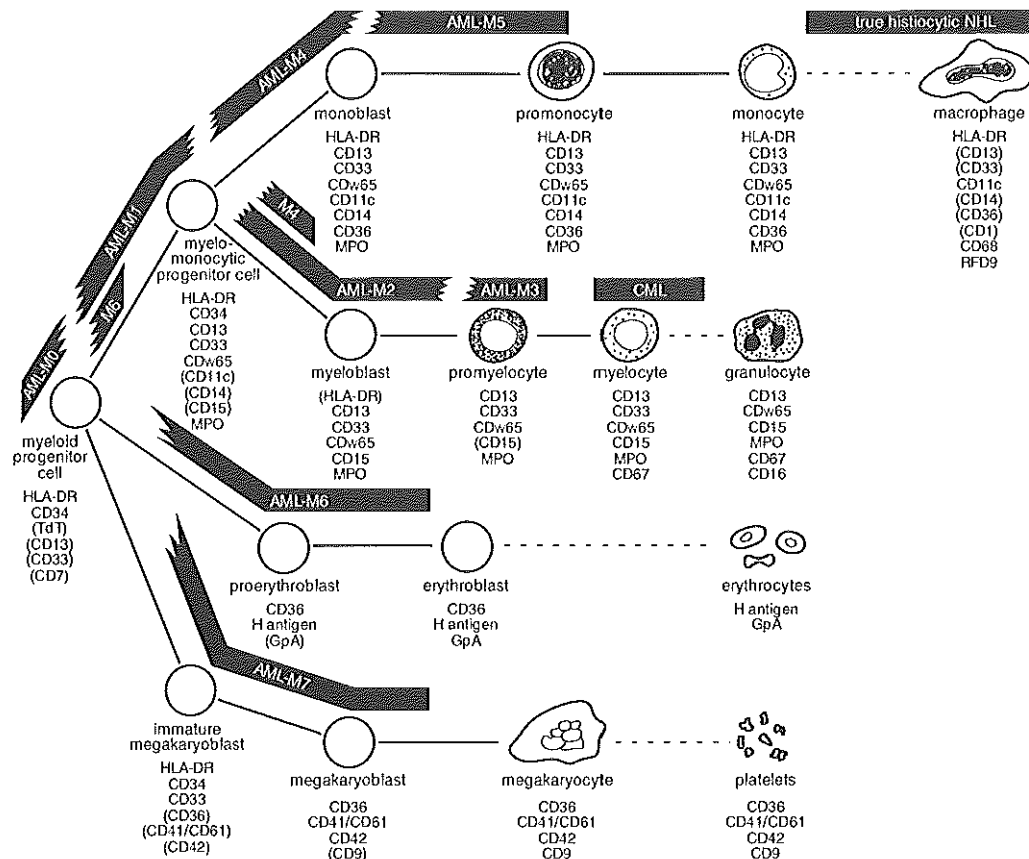 AML-M5
true histiocytic NHL
AML-M4
monoblast
HLA-DR
CD13
CD33
CDw65
CD11c
CD14
CD36
MPO
promonocyte
HLA-DR
CD13
CD33
CDw65
CD11c
CD14
CD36
MPO
monocyte
HLA-DR
CD13
CD33
CDw65
CD11c
CD14
CD36
MPO
macrophage
HLA-DR
(CD13)
(CD33)
CD11c
(CD14)
(CD36)
(CD1)
CD68
RFD9
AML-M1
M4
myelo-
monocytic
progenitor cell
HLA-DR
CD34
CD13
CD33
CDw65
(CD11c)
(CD14)
(CD15)
MPO
AML-M2
AML-M3
CML
myeloblast
(HLA-DR)
CD13
CD33
CDw65
CD15
MPO
promyelocyte
CD13
CD33
CDw65
(CD15)
MPO
myelocyte
CD13
CD33
CDw65
CD15
MPO
CD67
granulocyte
CD13
CDw65
CD15
MPO
CD67
CD16
M6
AML-M0
myeloid
progenitor
cell
HLA-DR
CD34
(TdT)
(CD13)
(CD33)
(CD7)
AML-M6
proerythroblast
CD36
H antigen
(GpA)
erythroblast
CD36
H antigen
GpA
erythrocytes
H antigen
GpA
AML-M7
immature
megakaryoblast
HLA-DR
CD34
CD33
(CD36)
(CD41/CD61)
(CD42)
megakaryoblast
CD36
CD41/CD61
CD42
(CD9)
megakaryocyte
CD36
CD41/CD61
CD42
CD9
platelets
CD36
CD41/CD61
CD42
CD9